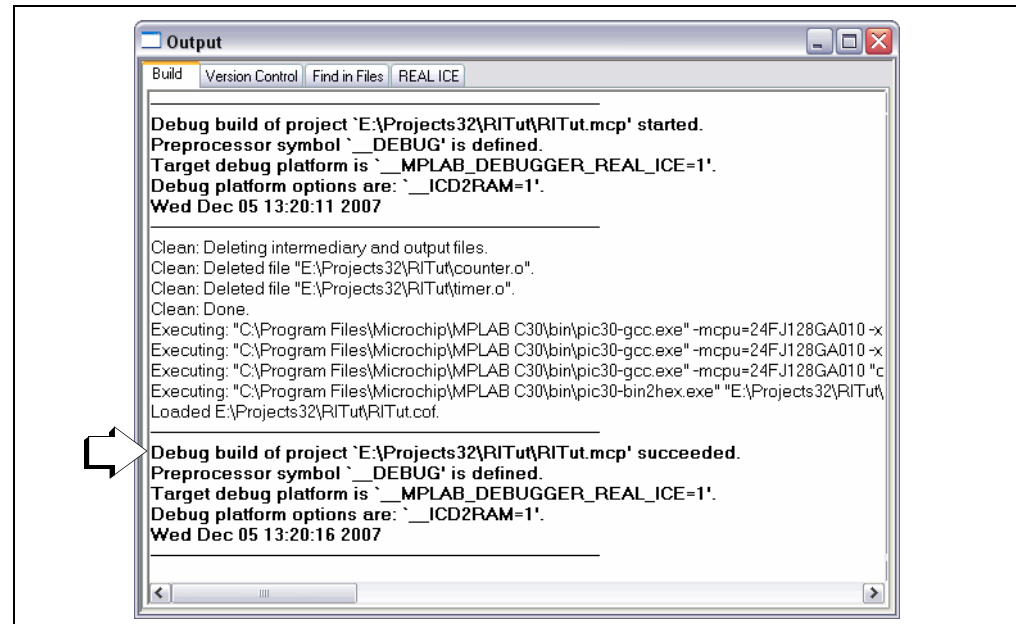 Output
Build Version Control Find in Files REAL ICE
Debug build of project `E:\Projects32\RITut\RITut.mcp' started.
Preprocessor symbol `__DEBUG' is defined.
Target debug platform is `__MPLAB_DEBUGGER_REAL_ICE=1'.
Debug platform options are: `__ICD2RAM=1'.
Wed Dec 05 13:20:11 2007
Clean: Deleting intermediary and output files.
Clean: Deleted file "E:\Projects32\RITut\counter.o".
Clean: Deleted file "E:\Projects32\RITut\timer.o".
Clean: Done.
Executing: "C:\Program Files\Microchip\MPLAB C30\bin\pic30-gcc.exe" -mcpu=24FJ128GA010 -x
Executing: "C:\Program Files\Microchip\MPLAB C30\bin\pic30-gcc.exe" -mcpu=24FJ128GA010 -x
Executing: "C:\Program Files\Microchip\MPLAB C30\bin\pic30-gcc.exe" -mcpu=24FJ128GA010 "c
Executing: "C:\Program Files\Microchip\MPLAB C30\bin\pic30-bin2hex.exe" "E:\Projects32\RITut\
Loaded E:\Projects32\RITut\RITut.cof.
Debug build of project `E:\Projects32\RITut\RITut.mcp' succeeded.
Preprocessor symbol `__DEBUG' is defined.
Target debug platform is `__MPLAB_DEBUGGER_REAL_ICE=1'.
Debug platform options are: `__ICD2RAM=1'.
Wed Dec 05 13:20:16 2007